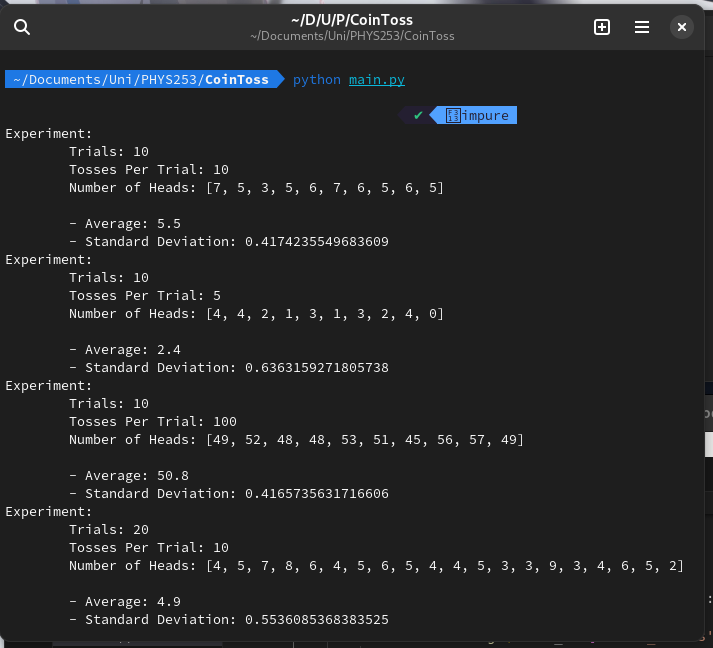 ~/D/U/P/CoinToss
~/Documents/Uni/PHYS253/CoinToss
~/Documents/Uni/PHYS253/CoinToss python main.py
✔ impure
Experiment:
Trials: 10
Tosses Per Trial: 10
Number of Heads: [7, 5, 3, 5, 6, 7, 6, 5, 6, 5]
- Average: 5.5
- Standard Deviation: 0.4174235549683609
Experiment:
Trials: 10
Tosses Per Trial: 5
Number of Heads: [4, 4, 2, 1, 3, 1, 3, 2, 4, 0]
- Average: 2.4
- Standard Deviation: 0.6363159271805738
Experiment:
Trials: 10
Tosses Per Trial: 100
Number of Heads: [49, 52, 48, 48, 53, 51, 45, 56, 57, 49]
- Average: 50.8
- Standard Deviation: 0.4165735631716606
Experiment:
Trials: 20
Tosses Per Trial: 10
Number of Heads: [4, 5, 7, 8, 6, 4, 5, 6, 5, 4, 4, 5, 3, 3, 9, 3, 4, 6, 5, 2]
- Average: 4.9
- Standard Deviation: 0.5536085368383525